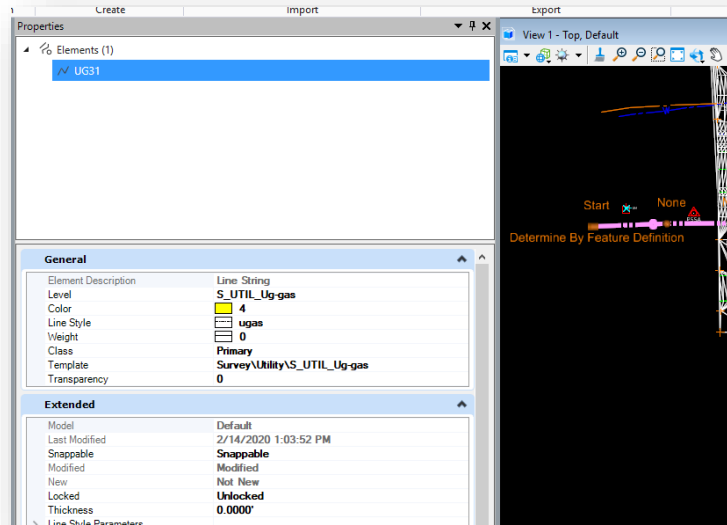 Create Import Export
Properties
Elements (1)
UG31
General
Element Description Line String
Level S_UTIL_Ug-gas
Color 4
Line Style ugas
Weight 0
Class Primary
Template Survey\Utility\S_UTIL_Ug-gas
Transparency 0
Extended
Model Default
Last Modified 2/14/2020 1:03:52 PM
Snappable Snappable
Modified Modified
New Not New
Locked Unlocked
Thickness 0.0000'
Line Style Parameters
View 1 - Top, Default
Start None
Determine By Feature Definition